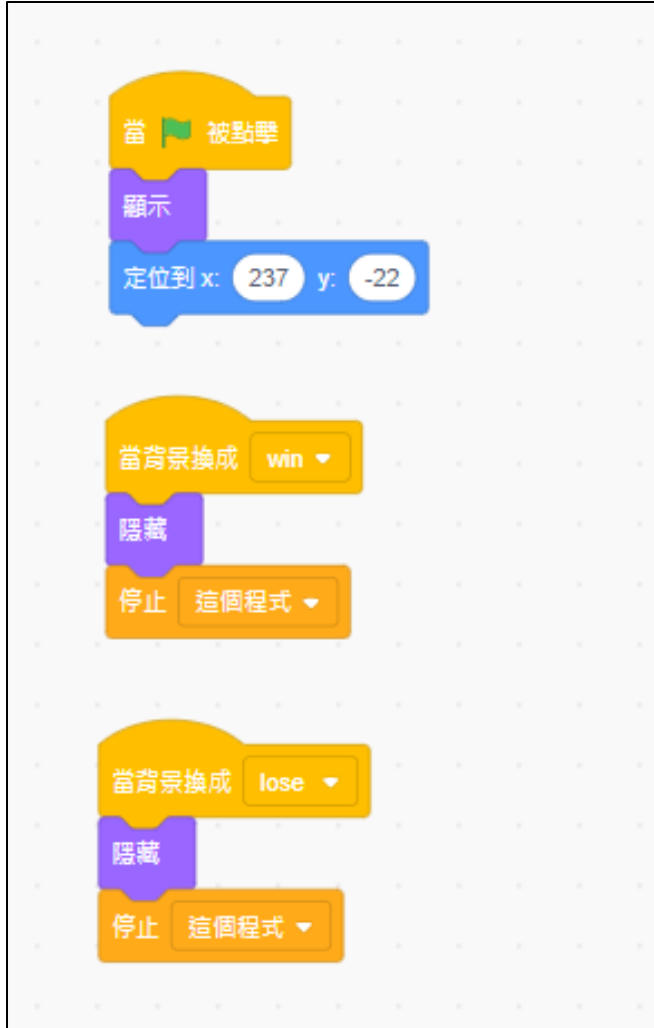 當 被點擊
顯示
定位到 x: 237 y: -22
當背景換成 win
隱藏
停止 這個程式
當背景換成 lose
隱藏
停止 這個程式